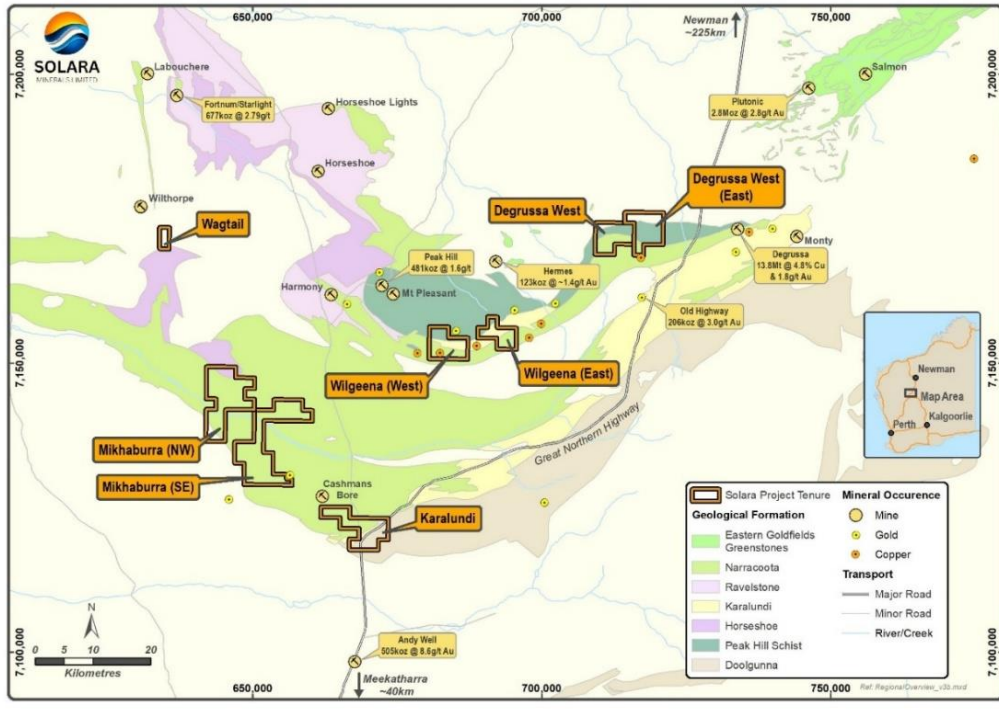 650,000
700,000
750,000
Newman
~225km
SOLARA
MINERALS LIMITED
7,200,000
7,200,000
Labouchere
Fortnum/Starlight
677koz @ 2.79g/t
Horseshoe Lights
Salmon
Plutonic
2.8Moz @ 2.8g/t Au
Horseshoe
Wilthorpe
Wagtail
Degrussa West
Degrussa West
(East)
Monty
Degrussa
13.8Mt @ 4.8% Cu
& 1.8g/t Au
Peak Hill
481koz @ 1.6g/t
Mt Pleasant
Hermes
123koz @ ~1.4g/t Au
Harmony
Old Highway
206koz @ 3.0g/t Au
Wilgeena (West)
Wilgeena (East)
7,150,000
7,150,000
Newman
Map Area
Kalgoorlie
Perth
Mikhaburra (NW)
Mikhaburra (SE)
Great Northern Highway
Cashmans
Bore
Karalundi
Solara Project Tenure
Geological Formation
Eastern Goldfields
Greenstones
Narracoota
Ravelstone
Karalundi
Horseshoe
Peak Hill Schist
Doolgunna
Mineral Occurence
Mine
Gold
Copper
Transport
Major Road
Minor Road
River/Creek
N
0 5 10 20
Kilometres
7,100,000
7,100,000
Andy Well
505koz @ 8.6g/t Au
Meekatharra
~40km
650,000
700,000
750,000
Ref: RegionalOverview_v3b.mxd